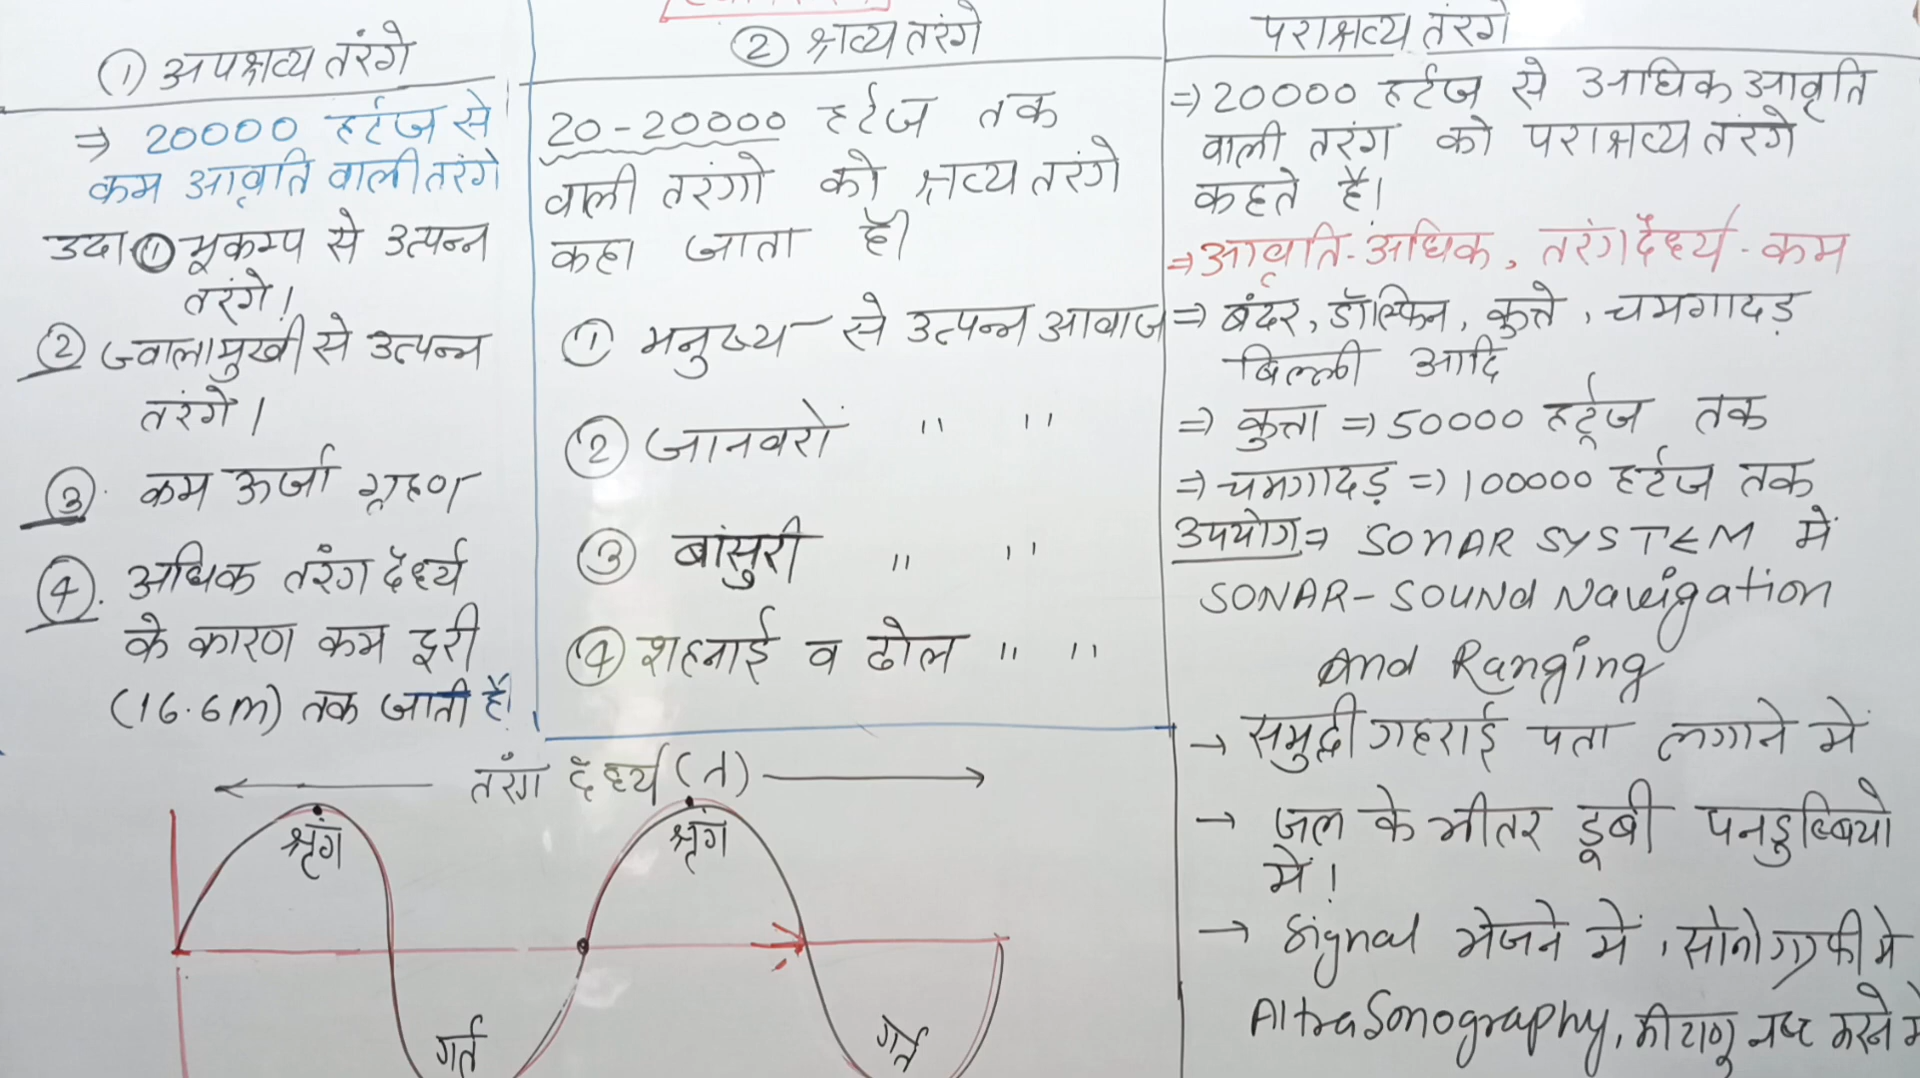 ① अपश्रव्य तरंगे
⇒ 20000 हर्टज से
कम आवृति वाली तरंगे
उदा ① भूकम्प से उत्पन्न
तरंगे।
② ज्वालामुखी से उत्पन्न
तरंगे।
③ कम ऊर्जा ग्रहण
④. अधिक तरंग दैर्ध्य
के कारण कम दूरी
(16.6m) तक जाती है।
② श्रव्य तरंगे
20-20000 हर्टज तक
वाली तरंगो को श्रव्य तरंगे
कहा जाता है।
① मनुष्य से उत्पन्न आवाज
② जानवरों " "
③ बांसुरी " "
④ शहनाई व ढोल " "
पराश्रव्य तरंगे
⇒ 20000 हर्टज से अधिक आवृति
वाली तरंग को पराश्रव्य तरंगे
कहते है।
⇒ आवृति-अधिक, तरंगदैर्ध्य-कम
⇒ बंदर, डॉल्फिन, कुत्ते, चमगादड़
बिल्ली आदि
⇒ कुत्ता ⇒ 50000 हर्ट्ज तक
⇒ चमगादड़ ⇒ 100000 हर्टज तक
उपयोग ⇒ SONAR SYSTEM में
SONAR - SOUNd Navigation
and Ranging
→ समुद्री गहराई पता लगाने में
→ जल के भीतर डूबी पनडुब्बियो
में!
→ Signal भेजने में, सोनोग्राफी मे
AltraSonography, कीटाणु नष्ट करने मे
तरंग दैर्ध्य (λ)
श्रृंग श्रृंग
गर्त गर्त